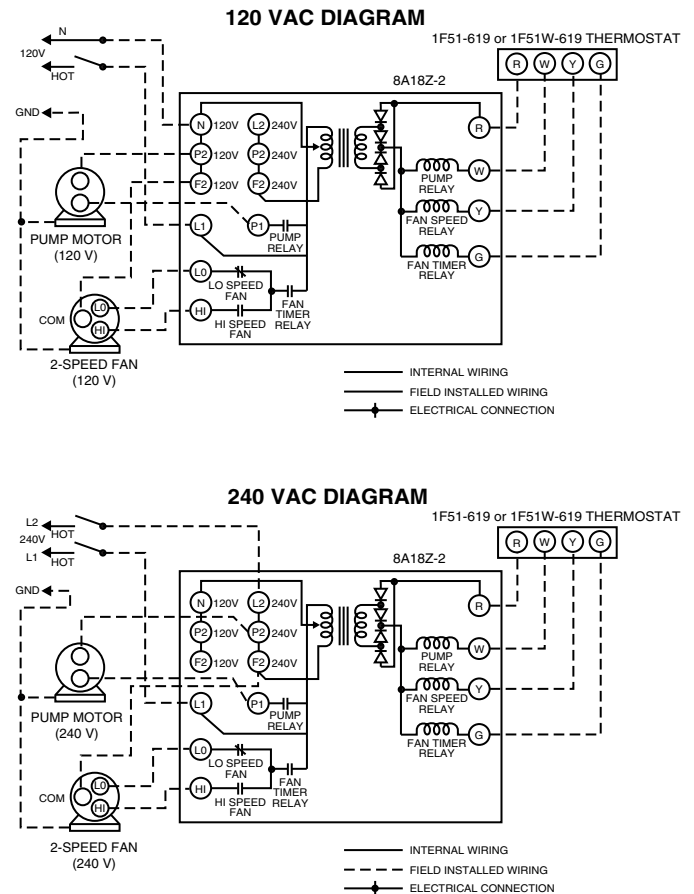 120 VAC DIAGRAM
1F51-619 or 1F51W-619 THERMOSTAT
N
120V
HOT
R W Y G
8A18Z-2
GND
N 120V L2 240V
R
P2 120V P2 240V
W
PUMP
RELAY
F2 120V F2 240V
Y
FAN SPEED
RELAY
L1
P1
PUMP
RELAY
PUMP MOTOR
(120 V)
G
FAN TIMER
RELAY
L0
LO SPEED
FAN
COM
L0
HI
HI
HI SPEED
FAN
FAN
TIMER
RELAY
2-SPEED FAN
(120 V)
INTERNAL WIRING
FIELD INSTALLED WIRING
ELECTRICAL CONNECTION
240 VAC DIAGRAM
1F51-619 or 1F51W-619 THERMOSTAT
L2
HOT
240V
L1
HOT
R W Y G
8A18Z-2
GND
N 120V L2 240V
R
P2 120V P2 240V
W
PUMP
RELAY
F2 120V F2 240V
Y
FAN SPEED
RELAY
L1
P1
PUMP
RELAY
PUMP MOTOR
(240 V)
G
FAN TIMER
RELAY
L0
LO SPEED
FAN
COM
L0
HI
HI
HI SPEED
FAN
FAN
TIMER
RELAY
2-SPEED FAN
(240 V)
INTERNAL WIRING
FIELD INSTALLED WIRING
ELECTRICAL CONNECTION